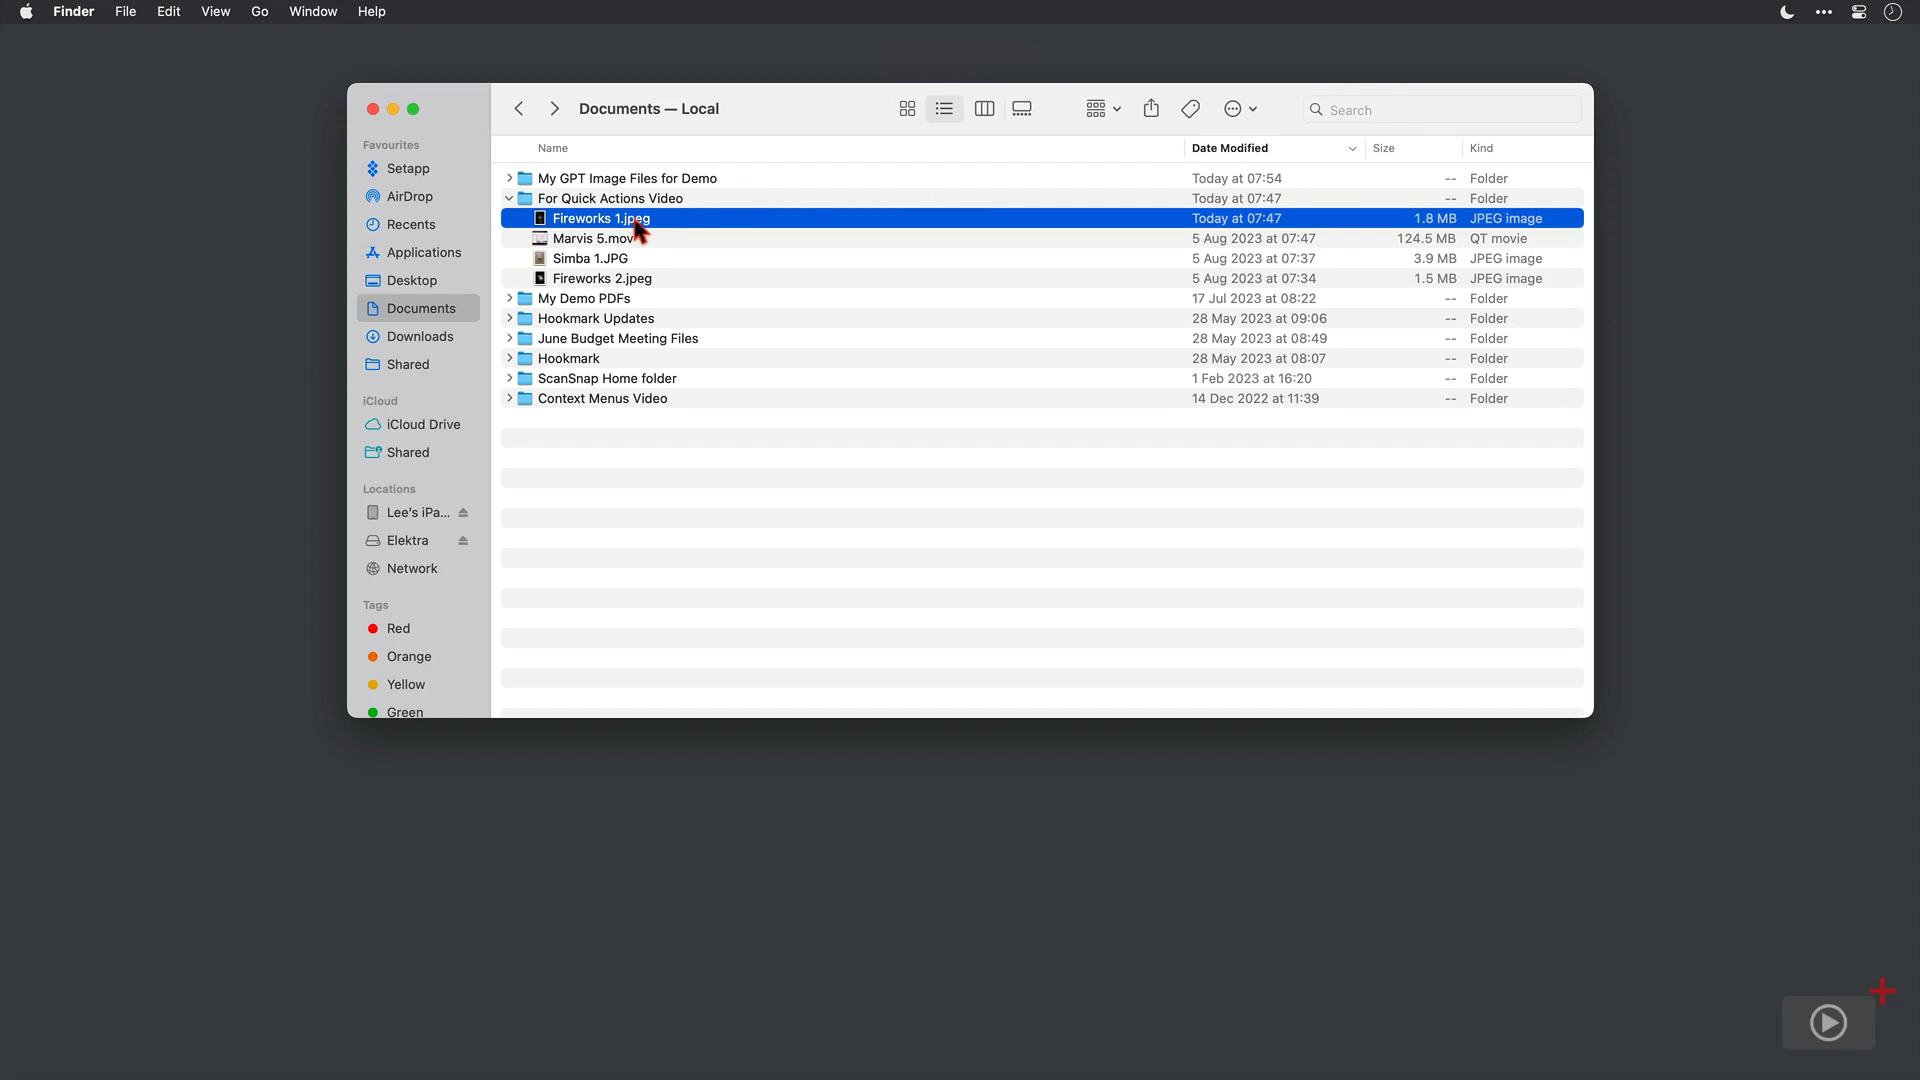 Finder File Edit View Go Window Help
Documents — Local
Search
Favourites
Setapp
AirDrop
Recents
Applications
Desktop
Documents
Downloads
Shared
iCloud
iCloud Drive
Shared
Locations
Lee's iPa...
Elektra
Network
Tags
Red
Orange
Yellow
Green
Name Date Modified Size Kind
My GPT Image Files for Demo Today at 07:54 -- Folder
For Quick Actions Video Today at 07:47 -- Folder
Fireworks 1.jpeg Today at 07:47 1.8 MB JPEG image
Marvis 5.mov 5 Aug 2023 at 07:47 124.5 MB QT movie
Simba 1.JPG 5 Aug 2023 at 07:37 3.9 MB JPEG image
Fireworks 2.jpeg 5 Aug 2023 at 07:34 1.5 MB JPEG image
My Demo PDFs 17 Jul 2023 at 08:22 -- Folder
Hookmark Updates 28 May 2023 at 09:06 -- Folder
June Budget Meeting Files 28 May 2023 at 08:49 -- Folder
Hookmark 28 May 2023 at 08:07 -- Folder
ScanSnap Home folder 1 Feb 2023 at 16:20 -- Folder
Context Menus Video 14 Dec 2022 at 11:39 -- Folder